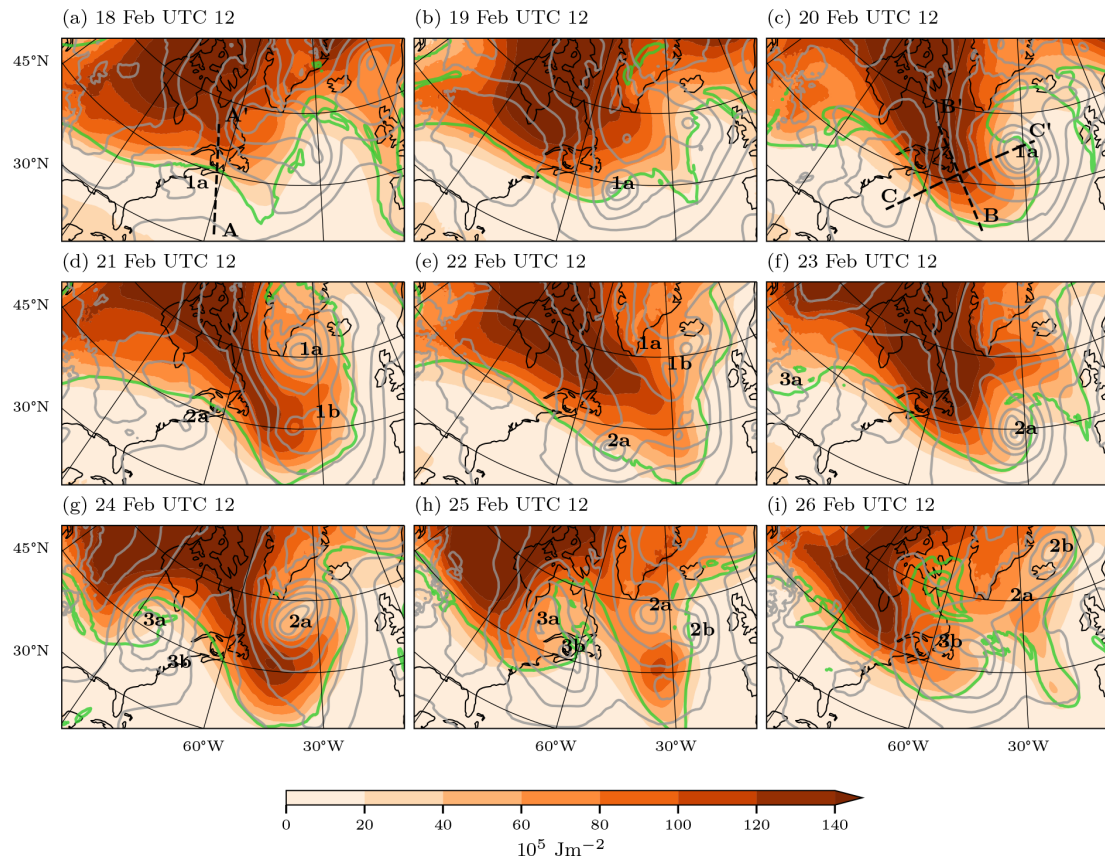 (a) 18 Feb UTC 12
(b) 19 Feb UTC 12
(c) 20 Feb UTC 12
45°N
30°N
A'
1a
A
1a
B'
C'
1a
C
B
(d) 21 Feb UTC 12
(e) 22 Feb UTC 12
(f) 23 Feb UTC 12
45°N
30°N
1a
1b
2a
1a
1b
2a
3a
2a
(g) 24 Feb UTC 12
(h) 25 Feb UTC 12
(i) 26 Feb UTC 12
45°N
30°N
3a
2a
3b
3a
2a
2b
3b
2b
2a
3b
60°W
30°W
60°W
30°W
60°W
30°W
0
20
40
60
80
100
120
140
10⁵ Jm⁻²